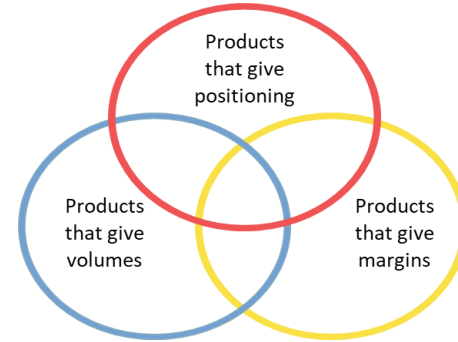 Products
that give
positioning
Products
that give
volumes
Products
that give
margins